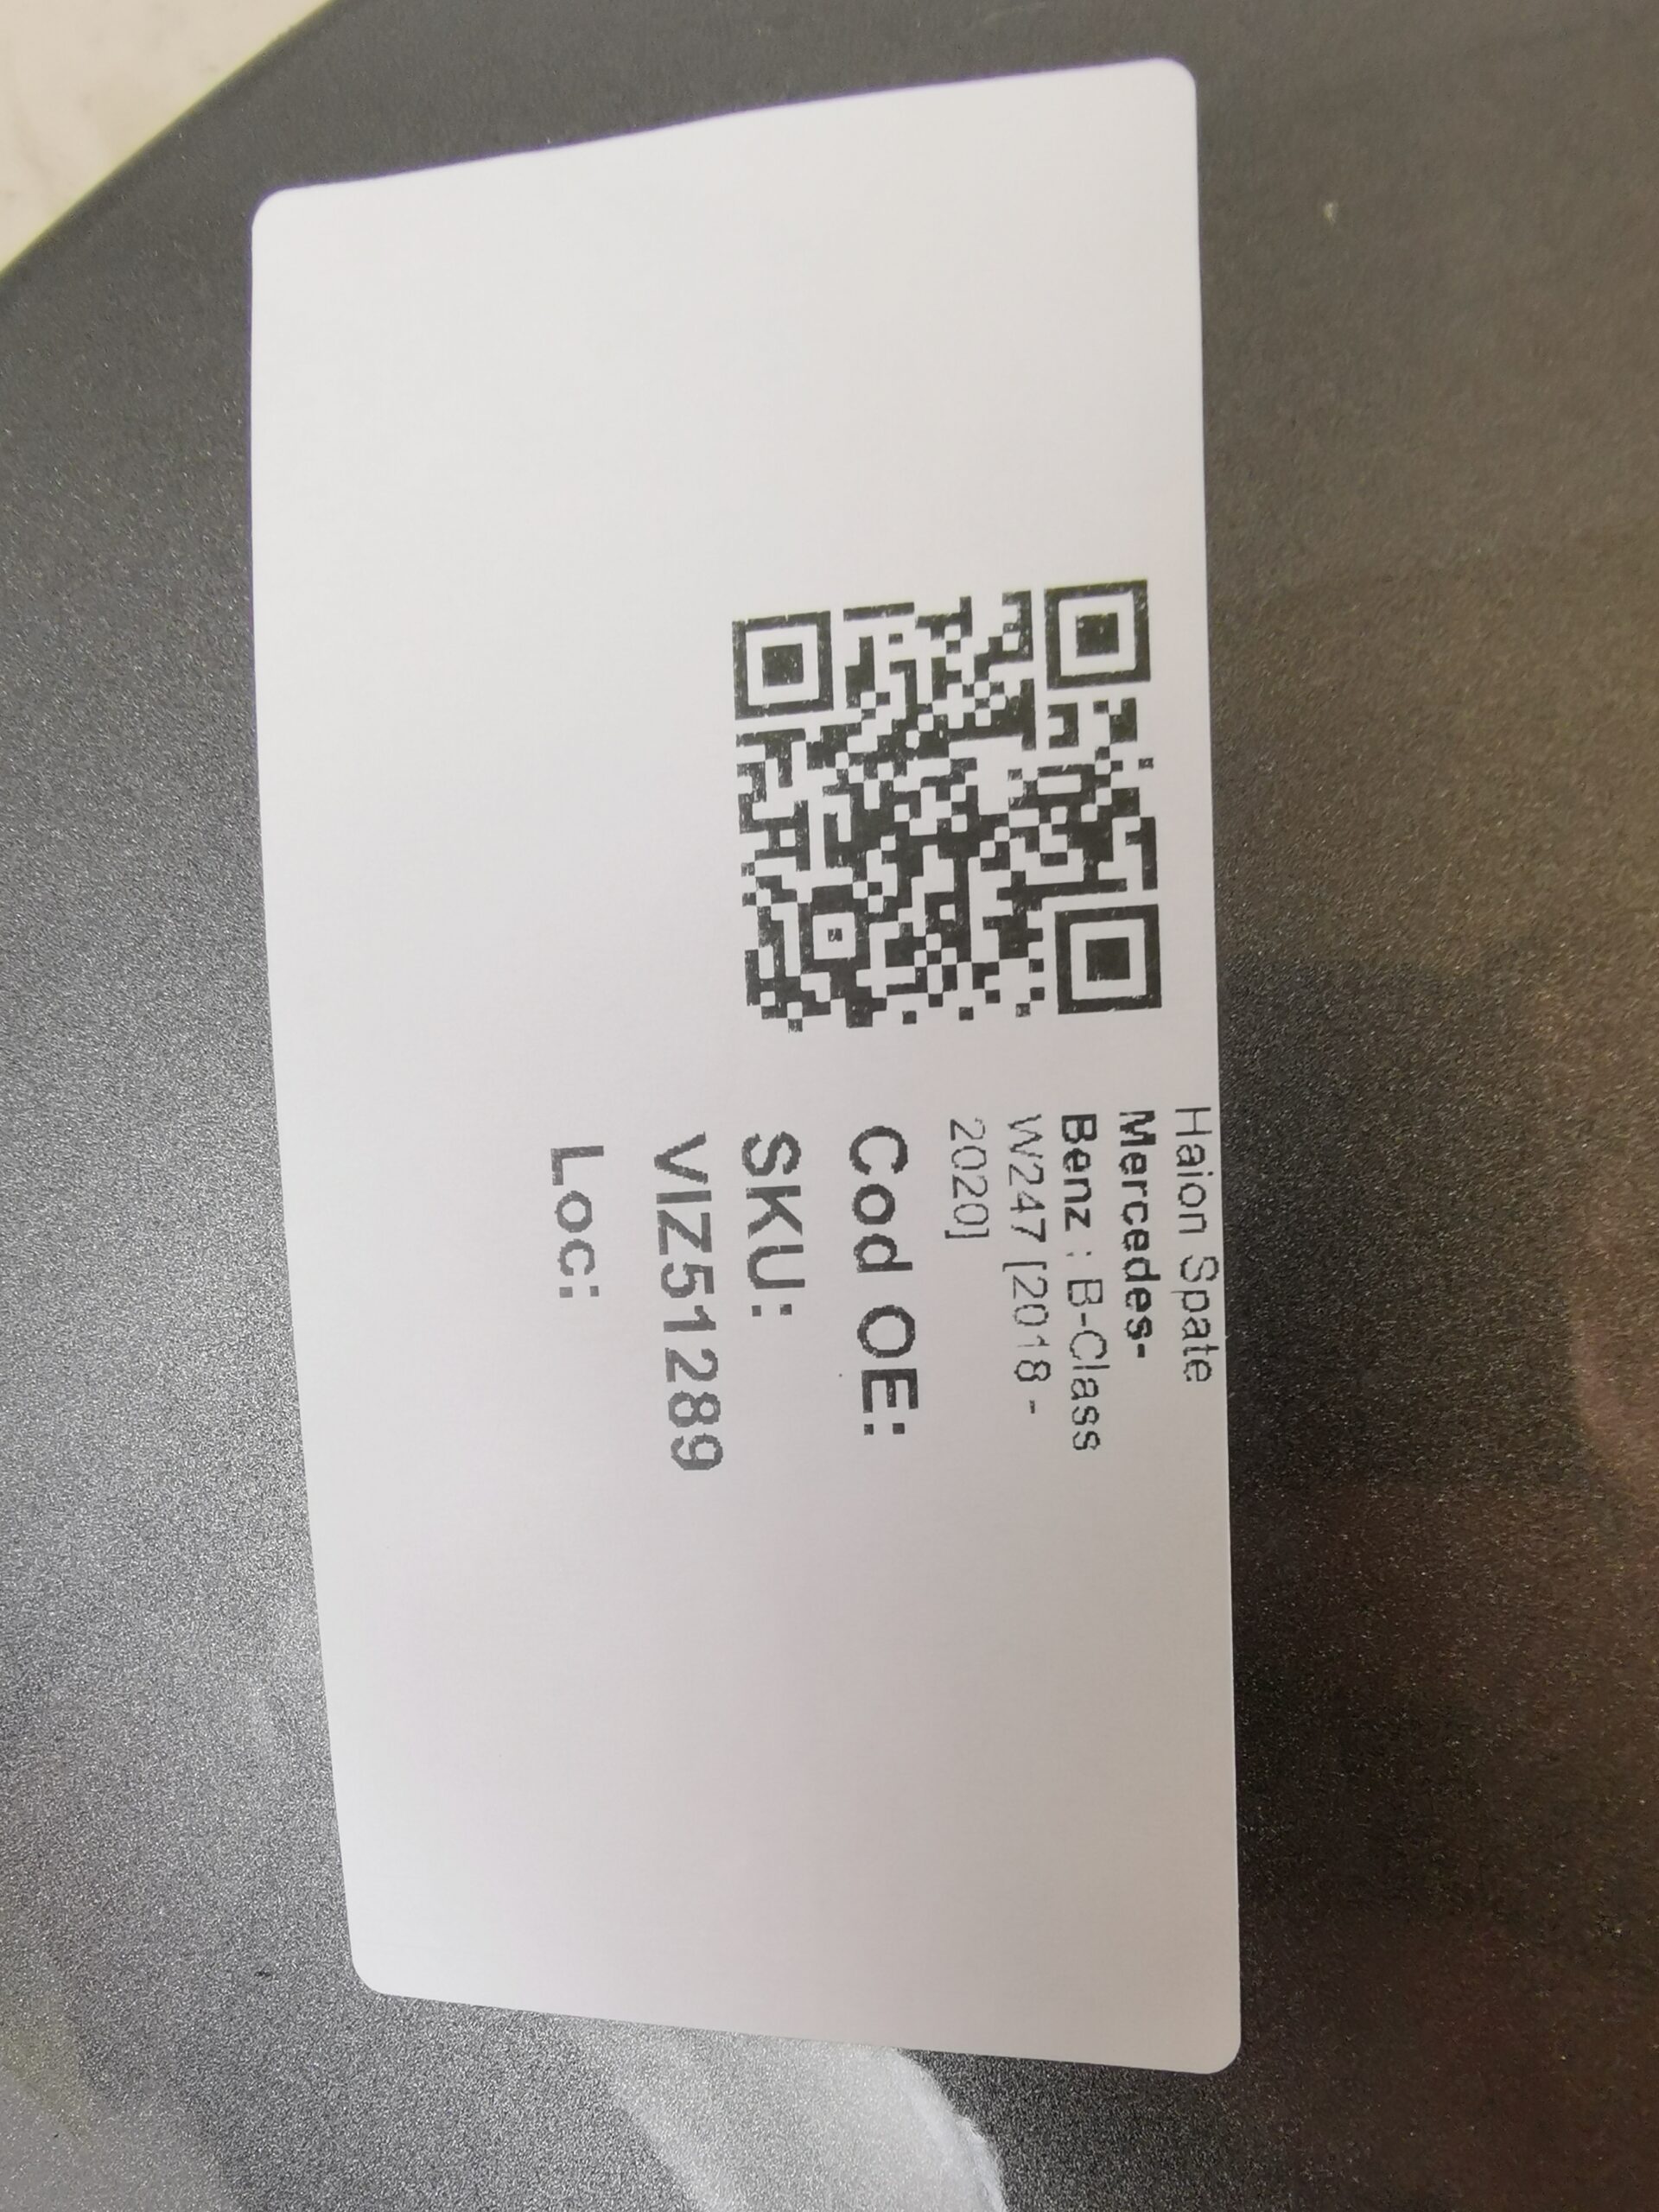 Haion Spate
Mercedes-
Benz : B-Class
W247 [2018 -
2020]
Cod OE:
SKU:
VIZ51289
Loc: